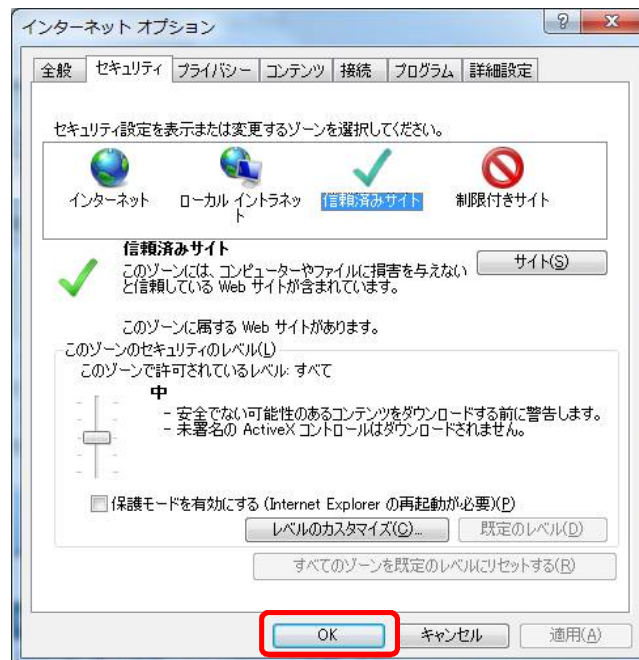 インターネット オプション
全般 セキュリティ プライバシー コンテンツ 接続 プログラム 詳細設定
セキュリティ設定を表示または変更するゾーンを選択してください。
インターネット ローカル イントラネッ
ト 信頼済みサイト 制限付きサイト
信頼済みサイト
このゾーンには、コンピューターやファイルに損害を与えない
と信頼している Web サイトが含まれています。
サイト(S)
このゾーンに属する Web サイトがあります。
このゾーンのセキュリティのレベル(L)
このゾーンで許可されているレベル: すべて
中
- 安全でない可能性のあるコンテンツをダウンロードする前に警告します。
- 未署名の ActiveX コントロールはダウンロードされません。
保護モードを有効にする (Internet Explorer の再起動が必要)(P)
レベルのカスタマイズ(C)... 既定のレベル(D)
すべてのゾーンを既定のレベルにリセットする(R)
OK キャンセル 適用(A)